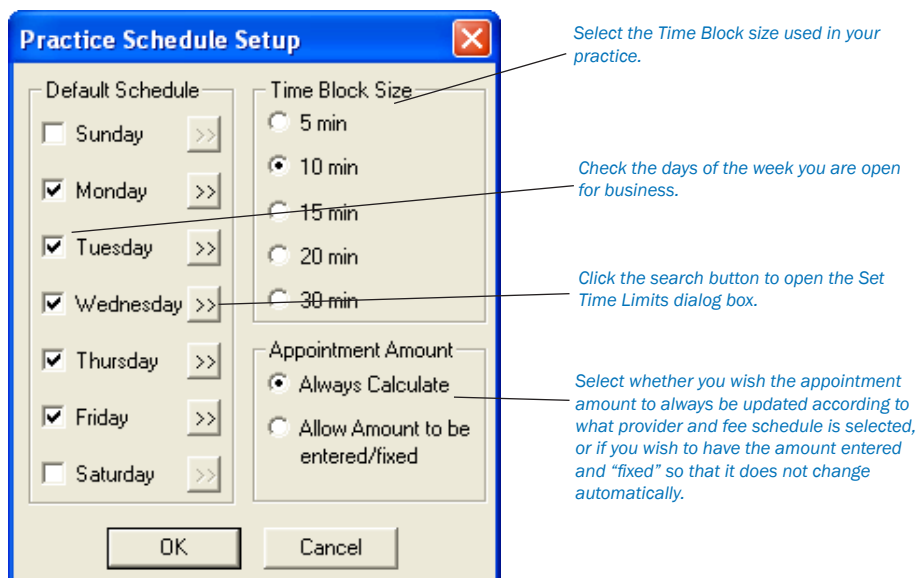 Practice Schedule Setup
Default Schedule
Sunday >>
Monday >>
Tuesday >>
Wednesday >>
Thursday >>
Friday >>
Saturday >>
Time Block Size
5 min
10 min
15 min
20 min
30 min
Appointment Amount
Always Calculate
Allow Amount to be
entered/fixed
OK
Cancel
Select the Time Block size used in your
practice.
Check the days of the week you are open
for business.
Click the search button to open the Set
Time Limits dialog box.
Select whether you wish the appointment
amount to always be updated according to
what provider and fee schedule is selected,
or if you wish to have the amount entered
and “fixed” so that it does not change
automatically.